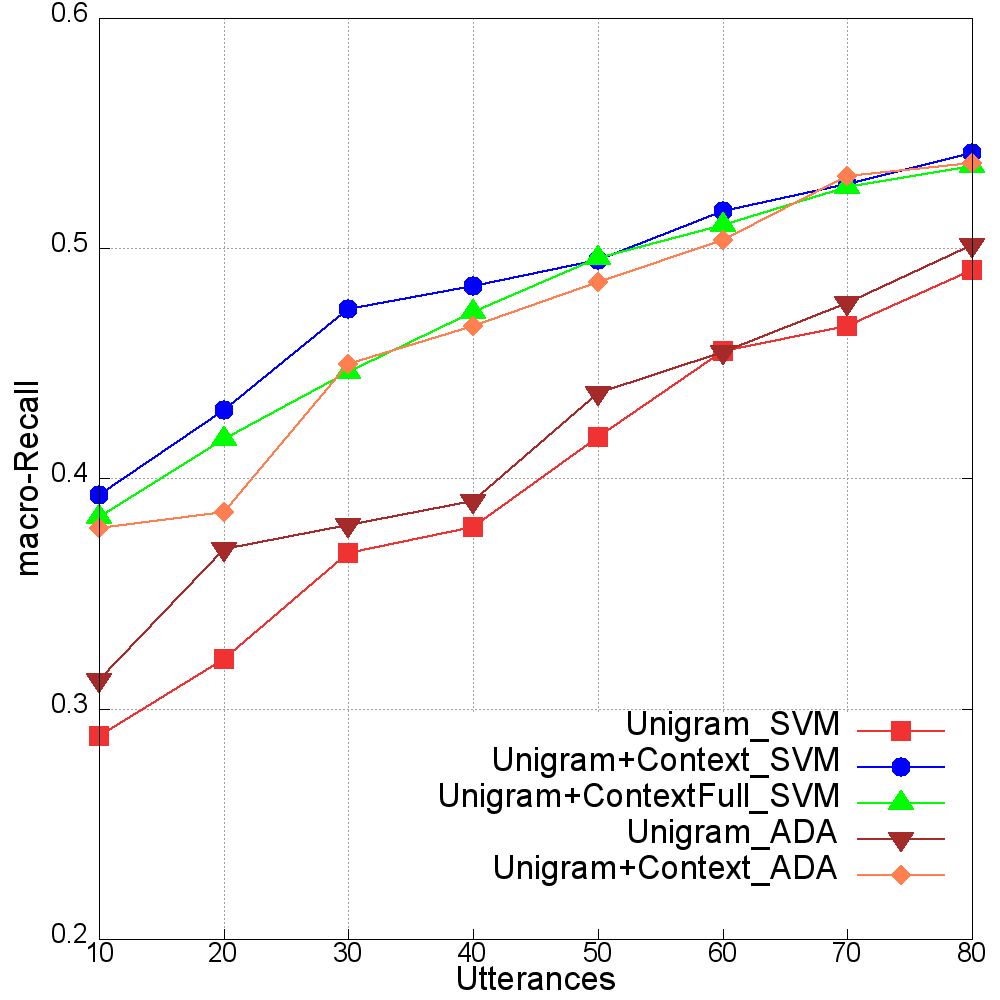 0.6
0.5
0.4
0.3
0.2
macro-Recall
Unigram_SVM
Unigram+Context_SVM
Unigram+ContextFull_SVM
Unigram_ADA
Unigram+Context_ADA
10 20 30 40 50 60 70 80
Utterances